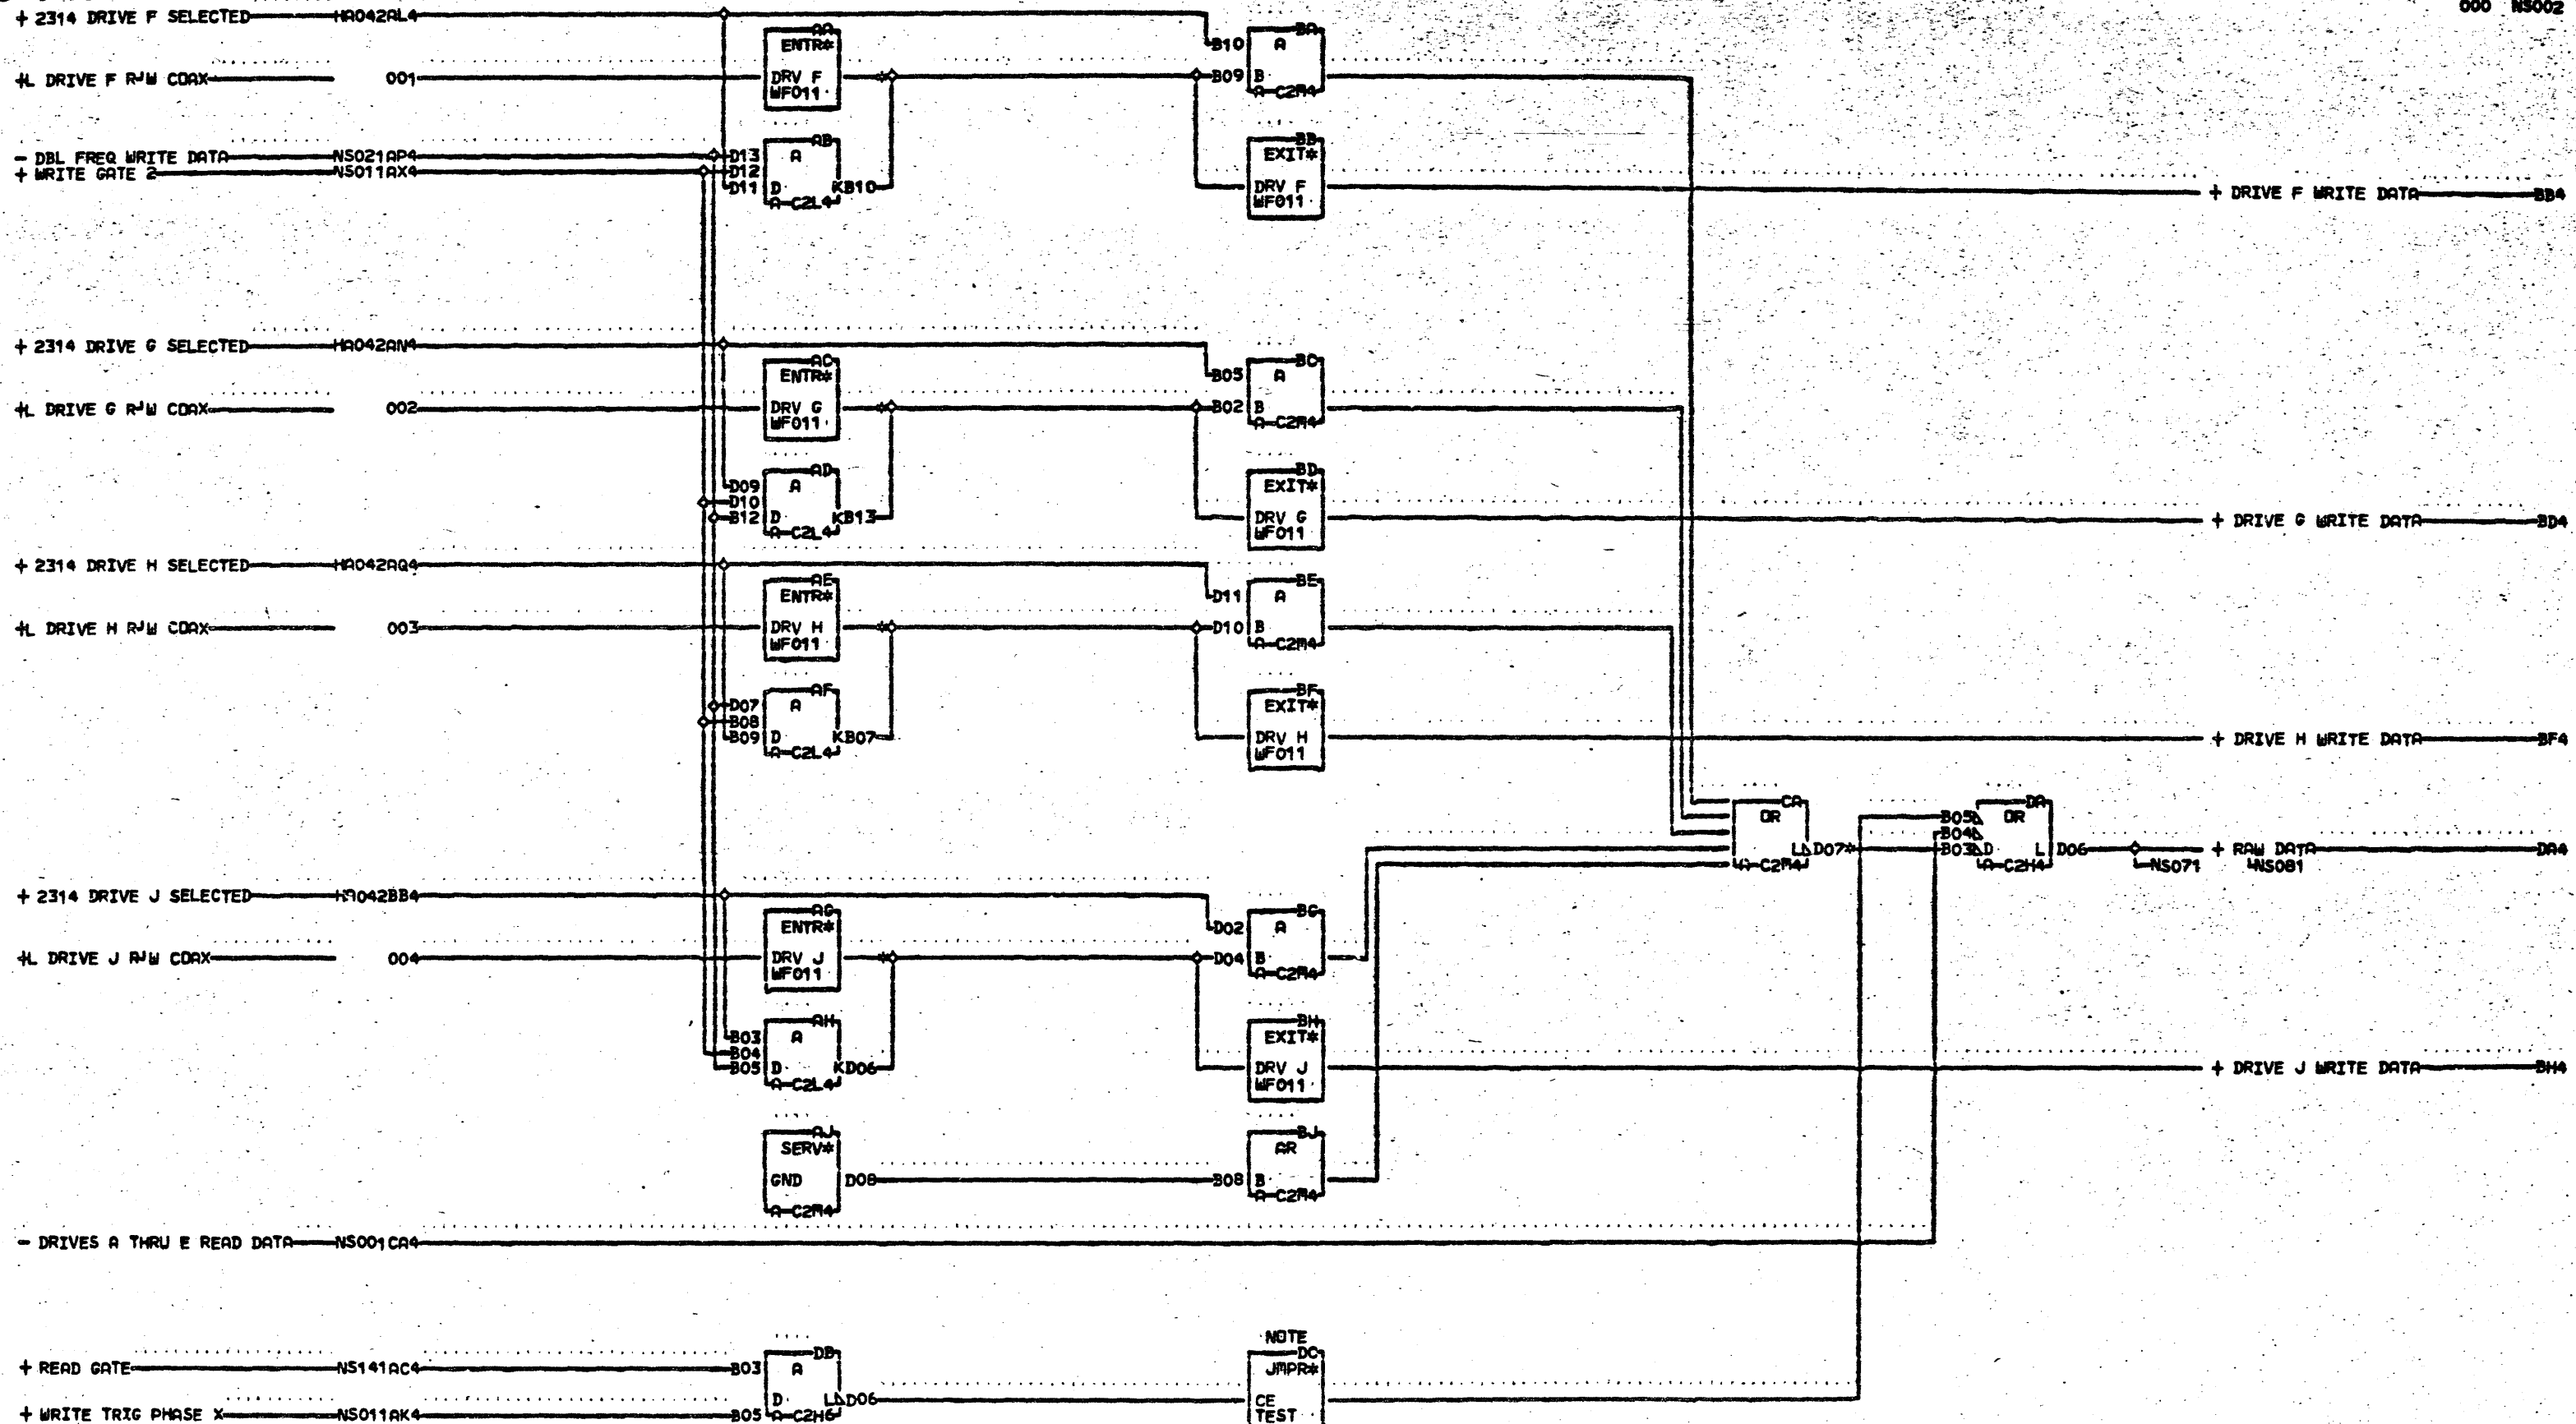 000 NS002
+ 2314 DRIVE F SELECTED HA042AL4
+L DRIVE F R/W COAX 001
AA
ENTR*
DRV F
WF011
B10
B09
BA
A
B
A-C2M4
- DBL FREQ WRITE DATA NS021AP4
+ WRITE GATE 2 NS011AX4
D13
D12
D11
AB
A
D KB10
A-C2L4
BB
EXIT*
DRV F
WF011
+ DRIVE F WRITE DATA BB4
+ 2314 DRIVE G SELECTED HA042AN4
+L DRIVE G R/W COAX 002
AC
ENTR*
DRV G
WF011
B05
B02
BC
A
B
A-C2M4
D09
D10
B12
AD
A
D KB13
A-C2L4
BD
EXIT*
DRV G
WF011
+ DRIVE G WRITE DATA BD4
+ 2314 DRIVE H SELECTED HA042AQ4
+L DRIVE H R/W COAX 003
AE
ENTR*
DRV H
WF011
D11
D10
BE
A
B
A-C2M4
D07
B08
B09
AF
A
D KB07
A-C2L4
BF
EXIT*
DRV H
WF011
+ DRIVE H WRITE DATA BF4
CA
OR
L D07*
A-C2M4
B05
B04
B03
DA
OR
D L D06
A-C2H4
NS071
+ RAW DATA DA4
NS081
+ 2314 DRIVE J SELECTED HA042BB4
+L DRIVE J R/W COAX 004
AG
ENTR*
DRV J
WF011
D02
D04
BG
A
B
A-C2M4
B03
B04
B05
AH
A
D KD06
A-C2L4
BH
EXIT*
DRV J
WF011
+ DRIVE J WRITE DATA BH4
AJ
SERV*
GND D08
A-C2M4
B08
BJ
AR
B
A-C2M4
- DRIVES A THRU E READ DATA NS001CA4
+ READ GATE NS141AC4
+ WRITE TRIG PHASE X NS011AK4
B03
B05
DB
A
D L D06
A-C2H6
NOTE
DC
JMPR*
CE
TEST